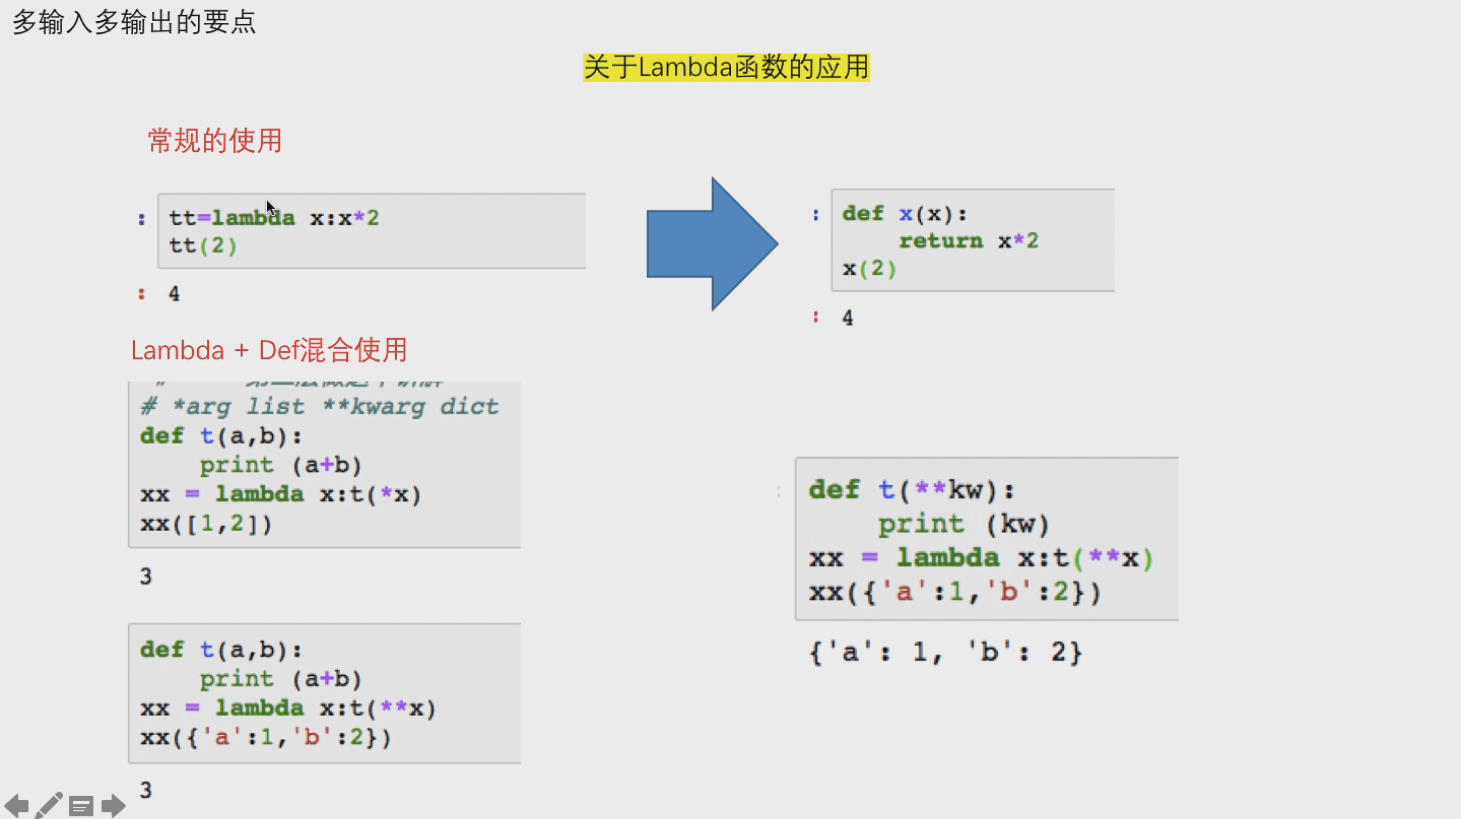 多输入多输出的要点
关于Lambda函数的应用
常规的使用
: tt=lambda x:x*2
tt(2)
: 4
: def x(x):
return x*2
x(2)
: 4
Lambda + Def混合使用
# *arg list **kwarg dict
def t(a,b):
print (a+b)
xx = lambda x:t(*x)
xx([1,2])
3
def t(a,b):
print (a+b)
xx = lambda x:t(**x)
xx({'a':1,'b':2})
3
: def t(**kw):
print (kw)
xx = lambda x:t(**x)
xx({'a':1,'b':2})
{'a': 1, 'b': 2}